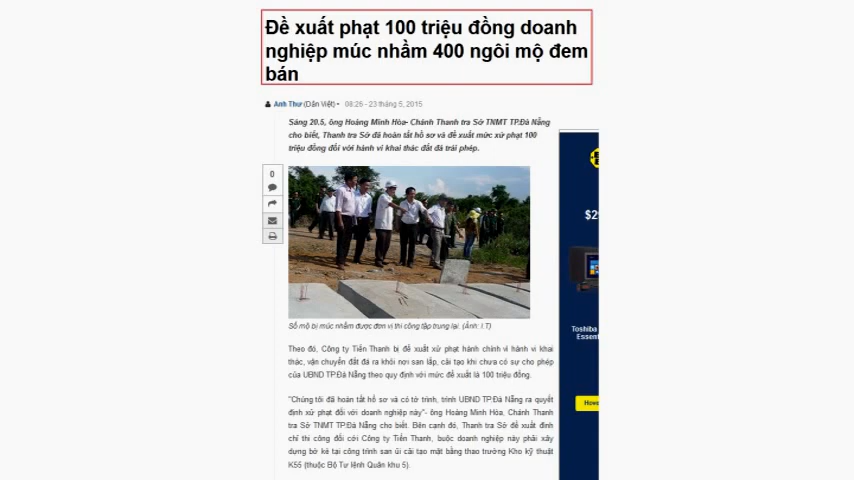 Đề xuất phạt 100 triệu đồng doanh
nghiệp múc nhầm 400 ngôi mộ đem
bán
Anh Thư (Dân Việt) • 08:26 - 23 tháng 5, 2015
Sáng 20.5, ông Hoàng Minh Hòa- Chánh Thanh tra Sở TNMT TP.Đà Nẵng
cho biết, Thanh tra Sở đã hoàn tất hồ sơ và đề xuất mức xử phạt 100
triệu đồng đối với hành vi khai thác đất đá trái phép.
0
$2
Số mộ bị múc nhầm được đơn vị thi công tập trung lại. (Ảnh: I.T)
Toshiba
Essent
Theo đó, Công ty Tiến Thanh bị đề xuất xử phạt hành chính vì hành vi khai
thác, vận chuyển đất đá ra khỏi nơi san lấp, cải tạo khi chưa có sự cho phép
của UBND TP.Đà Nẵng theo quy định với mức đề xuất là 100 triệu đồng.
"Chúng tôi đã hoàn tất hồ sơ và có tờ trình, trình UBND TP.Đà Nẵng ra quyết
định xử phạt đối với doanh nghiệp này"- ông Hoàng Minh Hòa, Chánh Thanh
tra Sở TNMT TP.Đà Nẵng cho biết. Bên cạnh đó, Thanh tra Sở đề xuất đình
chỉ thi công đối cới Công ty Tiến Thanh, buộc doanh nghiệp này phải xây
dựng bờ kè tại công trình san ủi cải tạo mặt bằng thao trường Kho kỹ thuật
K55 (thuộc Bộ Tư lệnh Quân khu 5).
Hove